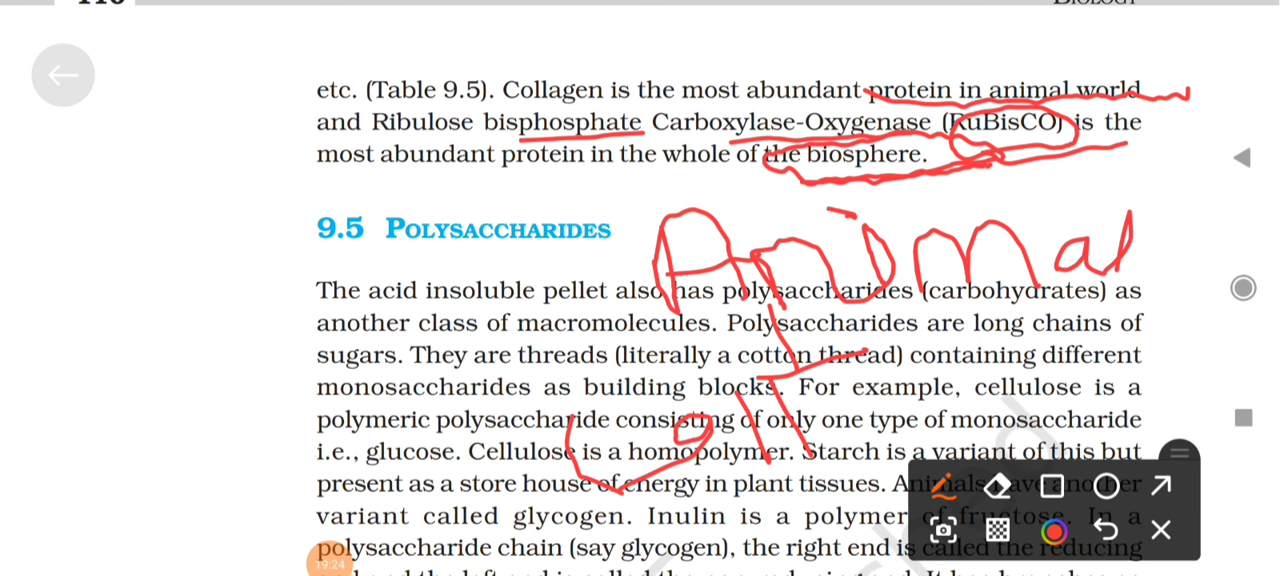 BIOLOGY
etc. (Table 9.5). Collagen is the most abundant protein in animal world
and Ribulose bisphosphate Carboxylase-Oxygenase (RuBisCO) is the
most abundant protein in the whole of the biosphere.
9.5 POLYSACCHARIDES
Animal
The acid insoluble pellet also has polysaccharides (carbohydrates) as
another class of macromolecules. Polysaccharides are long chains of
sugars. They are threads (literally a cotton thread) containing different
monosaccharides as building blocks. For example, cellulose is a
polymeric polysaccharide consisting of only one type of monosaccharide
i.e., glucose. Cellulose is a homopolymer. Starch is a variant of this but
present as a store house of energy in plant tissues. Animals have another
variant called glycogen. Inulin is a polymer of fructose. In a
polysaccharide chain (say glycogen), the right end is called the reducing
19:24